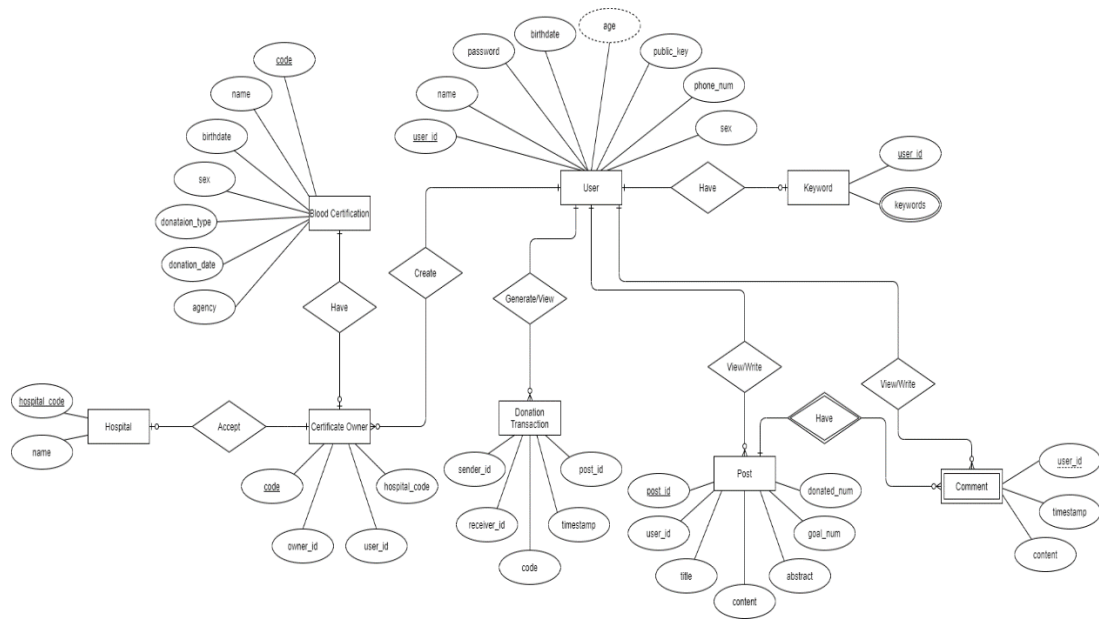 age
birthdate
password
public_key
code
name
phone_num
name
birthdate
user_id
sex
user_id
sex
User
Have
Keyword
keywords
Blood Certification
donataion_type
donation_date
Create
agency
Have
Generate/View
View/Write
View/Write
hospital_code
Hospital
name
Accept
Certificate Owner
Donation
Transaction
Have
code
hospital_code
owner_id
user_id
sender_id
post_id
receiver_id
timestamp
code
Post
post_id
donated_num
user_id
goal_num
title
abstract
content
Comment
user_id
timestamp
content